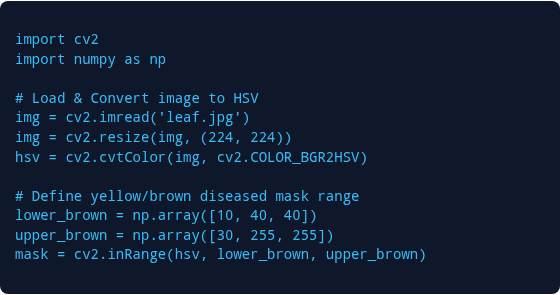 import cv2
import numpy as np
# Load & Convert image to HSV
img = cv2.imread('leaf.jpg')
img = cv2.resize(img, (224, 224))
hsv = cv2.cvtColor(img, cv2.COLOR_BGR2HSV)
# Define yellow/brown diseased mask range
lower_brown = np.array([10, 40, 40])
upper_brown = np.array([30, 255, 255])
mask = cv2.inRange(hsv, lower_brown, upper_brown)